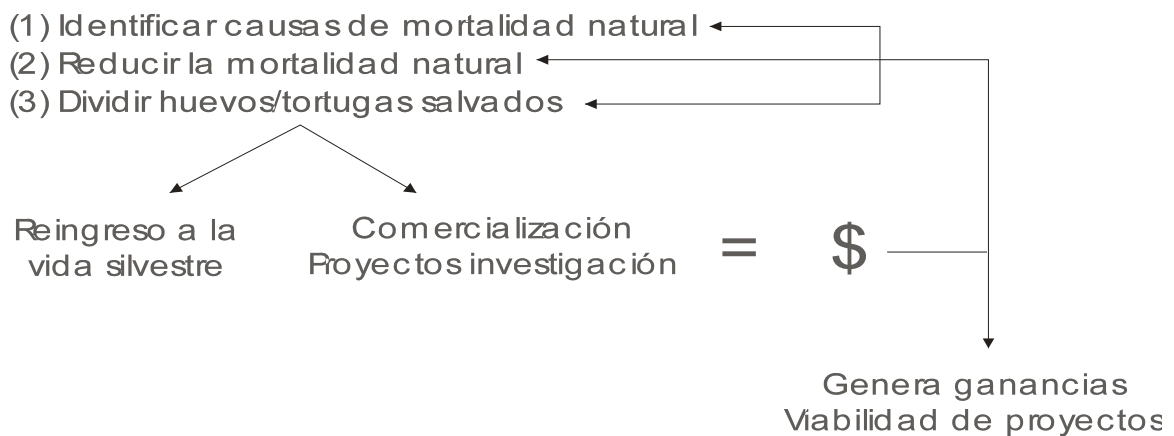 (1) Identificar causas de mortalidad natural
(2) Reducir la mortalidad natural
(3) Dividir huevos/tortugas salvados
Reingreso a la
vida silvestre
Comercialización
Proyectos investigación
= $
Genera ganancias
Viabilidad de proyectos